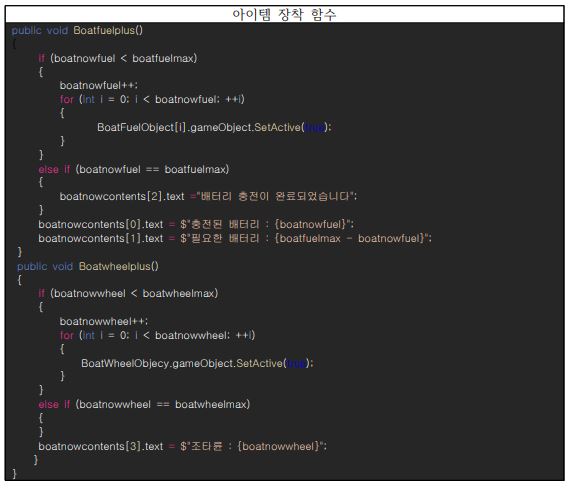 아이템 장착 함수
public void Boatfuelplus()
{
if (boatnowfuel < boatfuelmax)
{
boatnowfuel++;
for (int i = 0; i < boatnowfuel; ++i)
{
BoatFuelObject[i].gameObject.SetActive(true);
}
}
else if (boatnowfuel == boatfuelmax)
{
boatnowcontents[2].text ="배터리 충전이 완료되었습니다";
}
boatnowcontents[0].text = $"충전된 배터리 : {boatnowfuel}";
boatnowcontents[1].text = $"필요한 배터리 : {boatfuelmax - boatnowfuel}";
}
public void Boatwheelplus()
{
if (boatnowwheel < boatwheelmax)
{
boatnowwheel++;
for (int i = 0; i < boatnowwheel; ++i)
{
BoatWheelObjecy.gameObject.SetActive(true);
}
}
else if (boatnowwheel == boatwheelmax)
{
}
boatnowcontents[3].text = $"조타륜 : {boatnowwheel}";
}
}